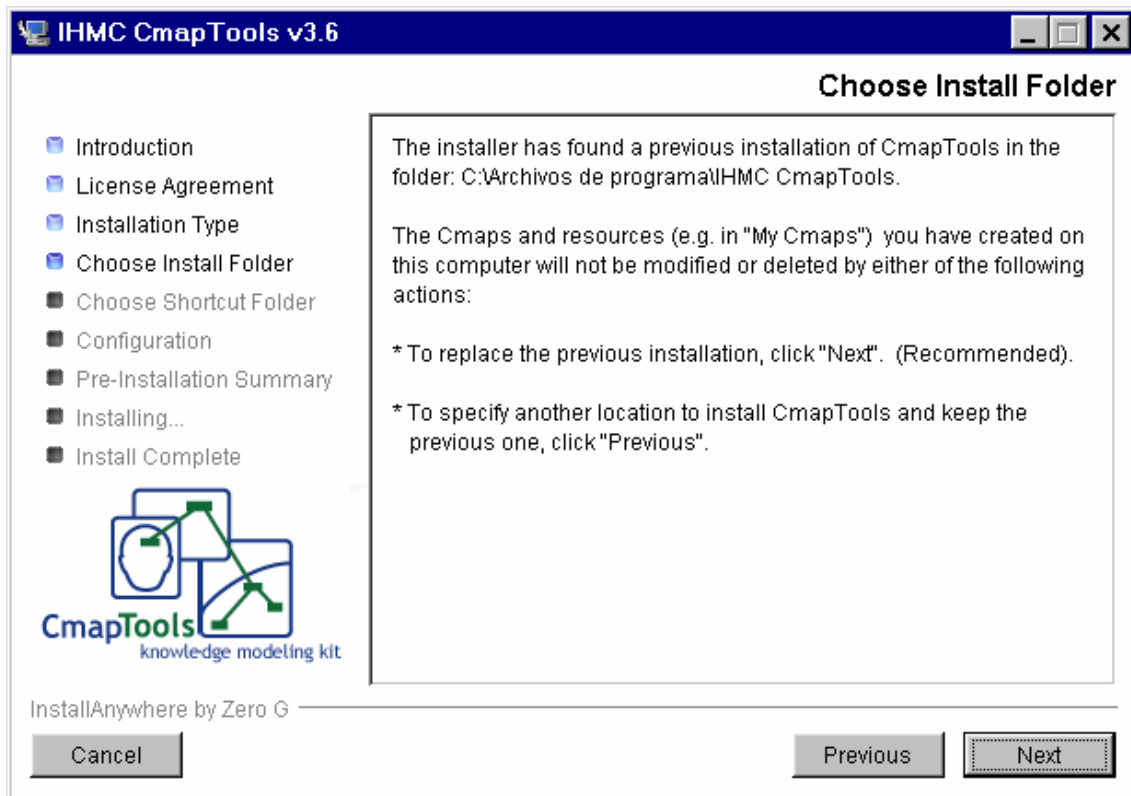 IHMC CmapTools v3.6
Choose Install Folder
Introduction
License Agreement
Installation Type
Choose Install Folder
Choose Shortcut Folder
Configuration
Pre-Installation Summary
Installing...
Install Complete
The installer has found a previous installation of CmapTools in the
folder: C:\Archivos de programa\IHMC CmapTools.
The Cmaps and resources (e.g. in "My Cmaps")  you have created on
this computer will not be modified or deleted by either of the following
actions:
* To replace the previous installation, click "Next".  (Recommended).
* To specify another location to install CmapTools and keep the
previous one, click "Previous".
CmapTools
knowledge modeling kit
InstallAnywhere by Zero G
Cancel
Previous
Next